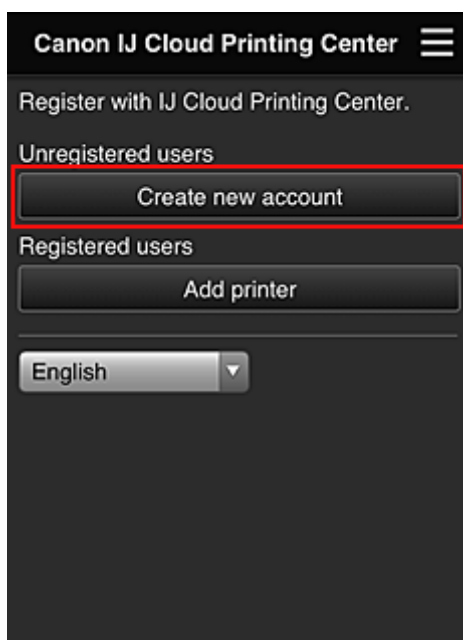 Canon IJ Cloud Printing Center
Register with IJ Cloud Printing Center.
Unregistered users
Create new account
Registered users
Add printer
English